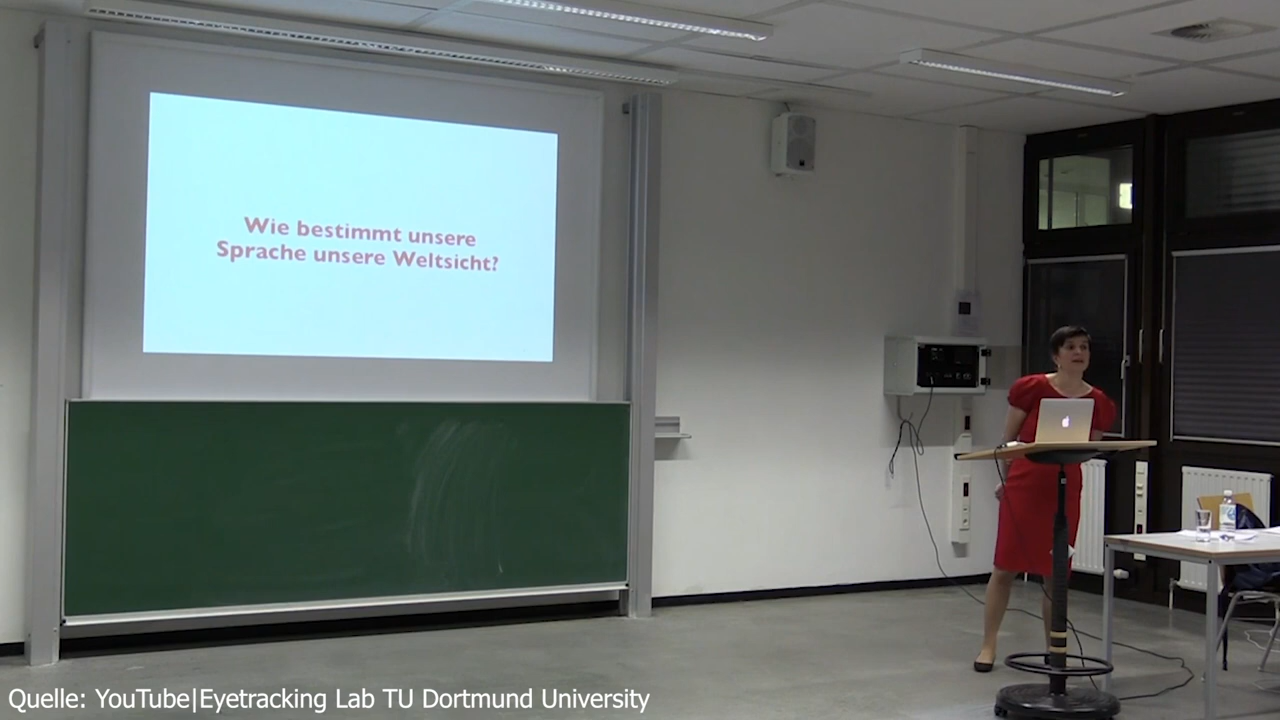 Wie bestimmt unsere
Sprache unsere Weltsicht?
Quelle: YouTube|Eyetracking Lab TU Dortmund University